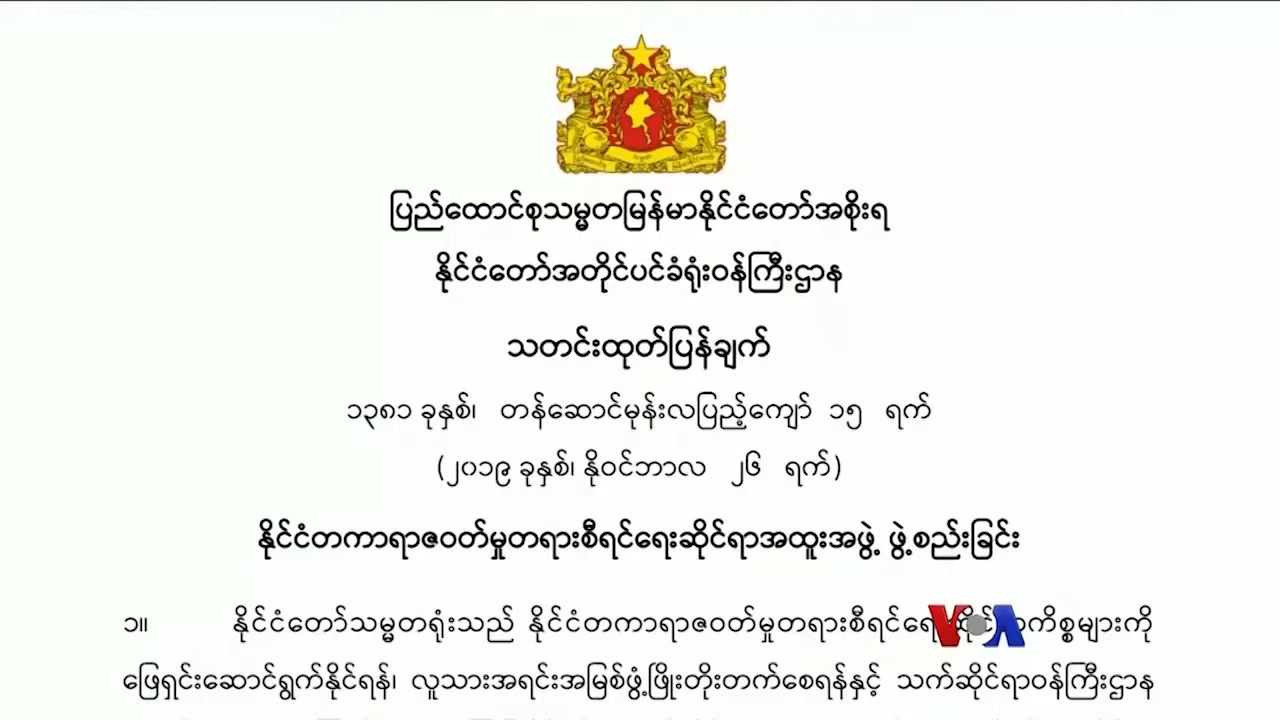 ပြည်ထောင်စုသမ္မတမြန်မာနိုင်ငံတော်အစိုးရ
နိုင်ငံတော်အတိုင်ပင်ခံရုံးဝန်ကြီးဌာန
သတင်းထုတ်ပြန်ချက်
၁၃၈၁ ခုနှစ်၊ တန်ဆောင်မုန်းလပြည့်ကျော် ၁၅ ရက်
(၂၀၁၉ ခုနှစ်၊ နိုဝင်ဘာလ ၂၆ ရက်)
နိုင်ငံတကာရာဇဝတ်မှုတရားစီရင်ရေးဆိုင်ရာအထူးအဖွဲ့ ဖွဲ့စည်းခြင်း
၁။ နိုင်ငံတော်သမ္မတရုံးသည် နိုင်ငံတကာရာဇဝတ်မှုတရားစီရင်ရေးဆိုင်ရာကိစ္စများကို
VOA
ဖြေရှင်းဆောင်ရွက်နိုင်ရန်၊ လူသားအရင်းအမြစ်ဖွံ့ဖြိုးတိုးတက်စေရန်နှင့် သက်ဆိုင်ရာဝန်ကြီးဌာန